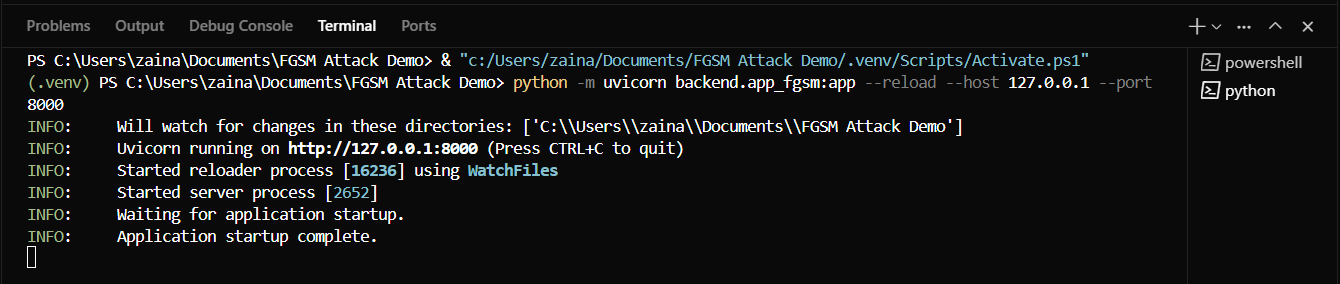 Problems Output Debug Console Terminal Ports
PS C:\Users\zaina\Documents\FGSM Attack Demo> & "c:/Users/zaina/Documents/FGSM Attack Demo/.venv/Scripts/Activate.ps1"
(.venv) PS C:\Users\zaina\Documents\FGSM Attack Demo> python -m uvicorn backend.app_fgsm:app --reload --host 127.0.0.1 --port
8000
INFO: Will watch for changes in these directories: ['C:\\Users\\zaina\\Documents\\FGSM Attack Demo']
INFO: Uvicorn running on http://127.0.0.1:8000 (Press CTRL+C to quit)
INFO: Started reloader process [16236] using WatchFiles
INFO: Started server process [2652]
INFO: Waiting for application startup.
INFO: Application startup complete.
powershell
python